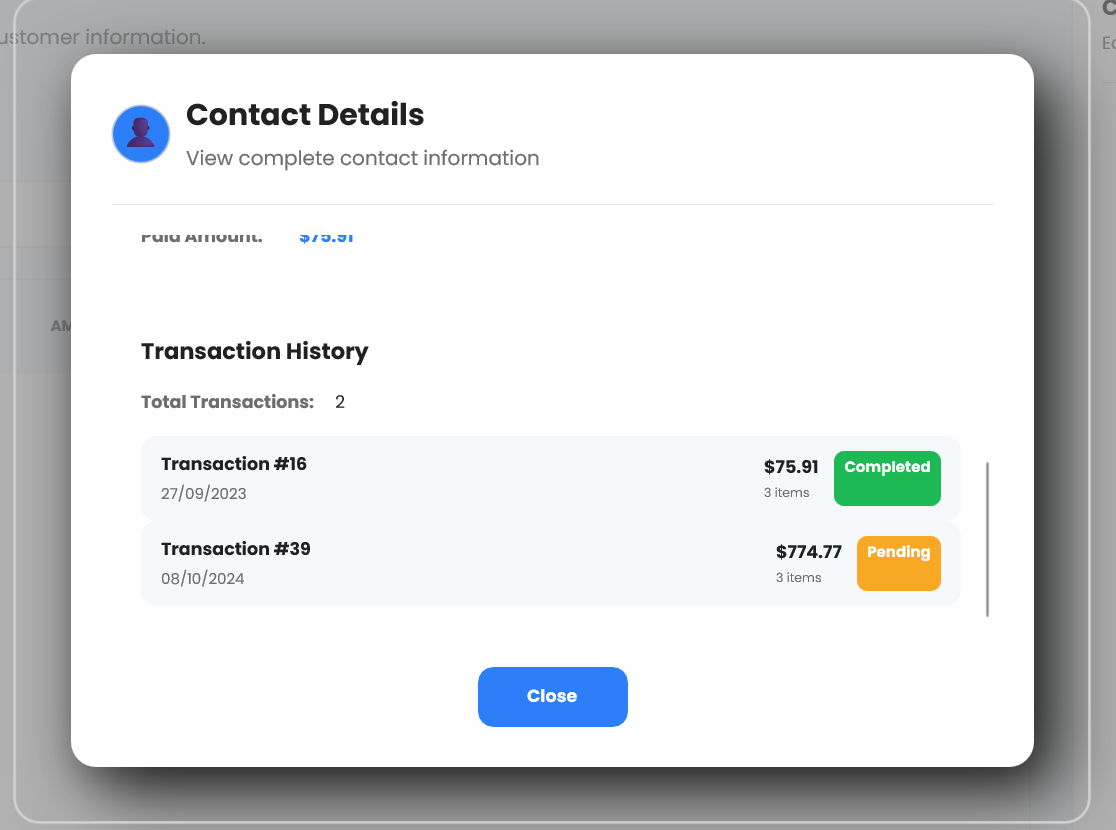 ustomer information.
Contact Details
View complete contact information
Paid Amount: $75.91
AM
Transaction History
Total Transactions: 2
Transaction #16
$75.91
Completed
27/09/2023
3 items
Transaction #39
$774.77
Pending
08/10/2024
3 items
Close